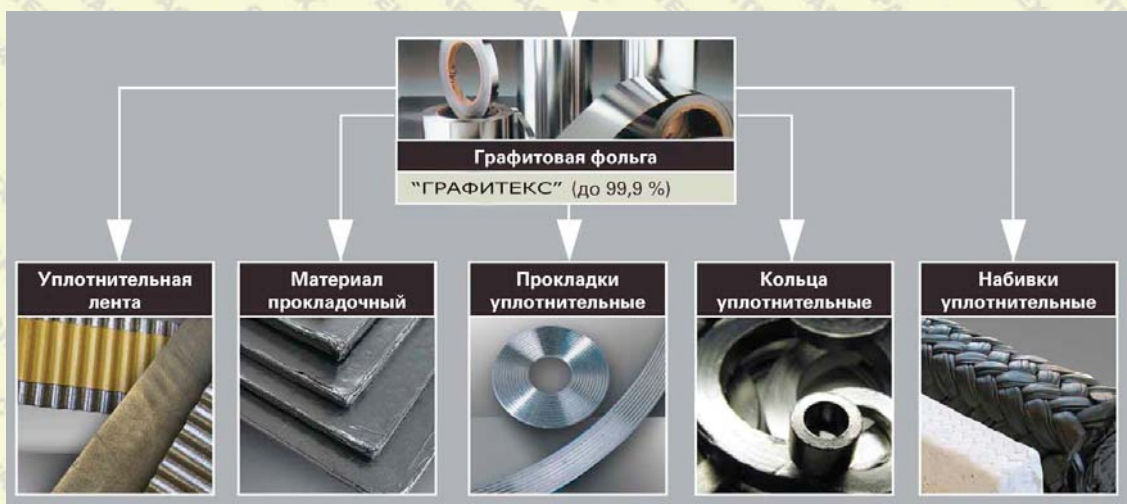 Графитовая фольга
"ГРАФИТЕКС" (до 99,9 %)
Уплотнительная
лента
Материал
прокладочный
Прокладки
уплотнительные
Кольца
уплотнительные
Набивки
уплотнительные